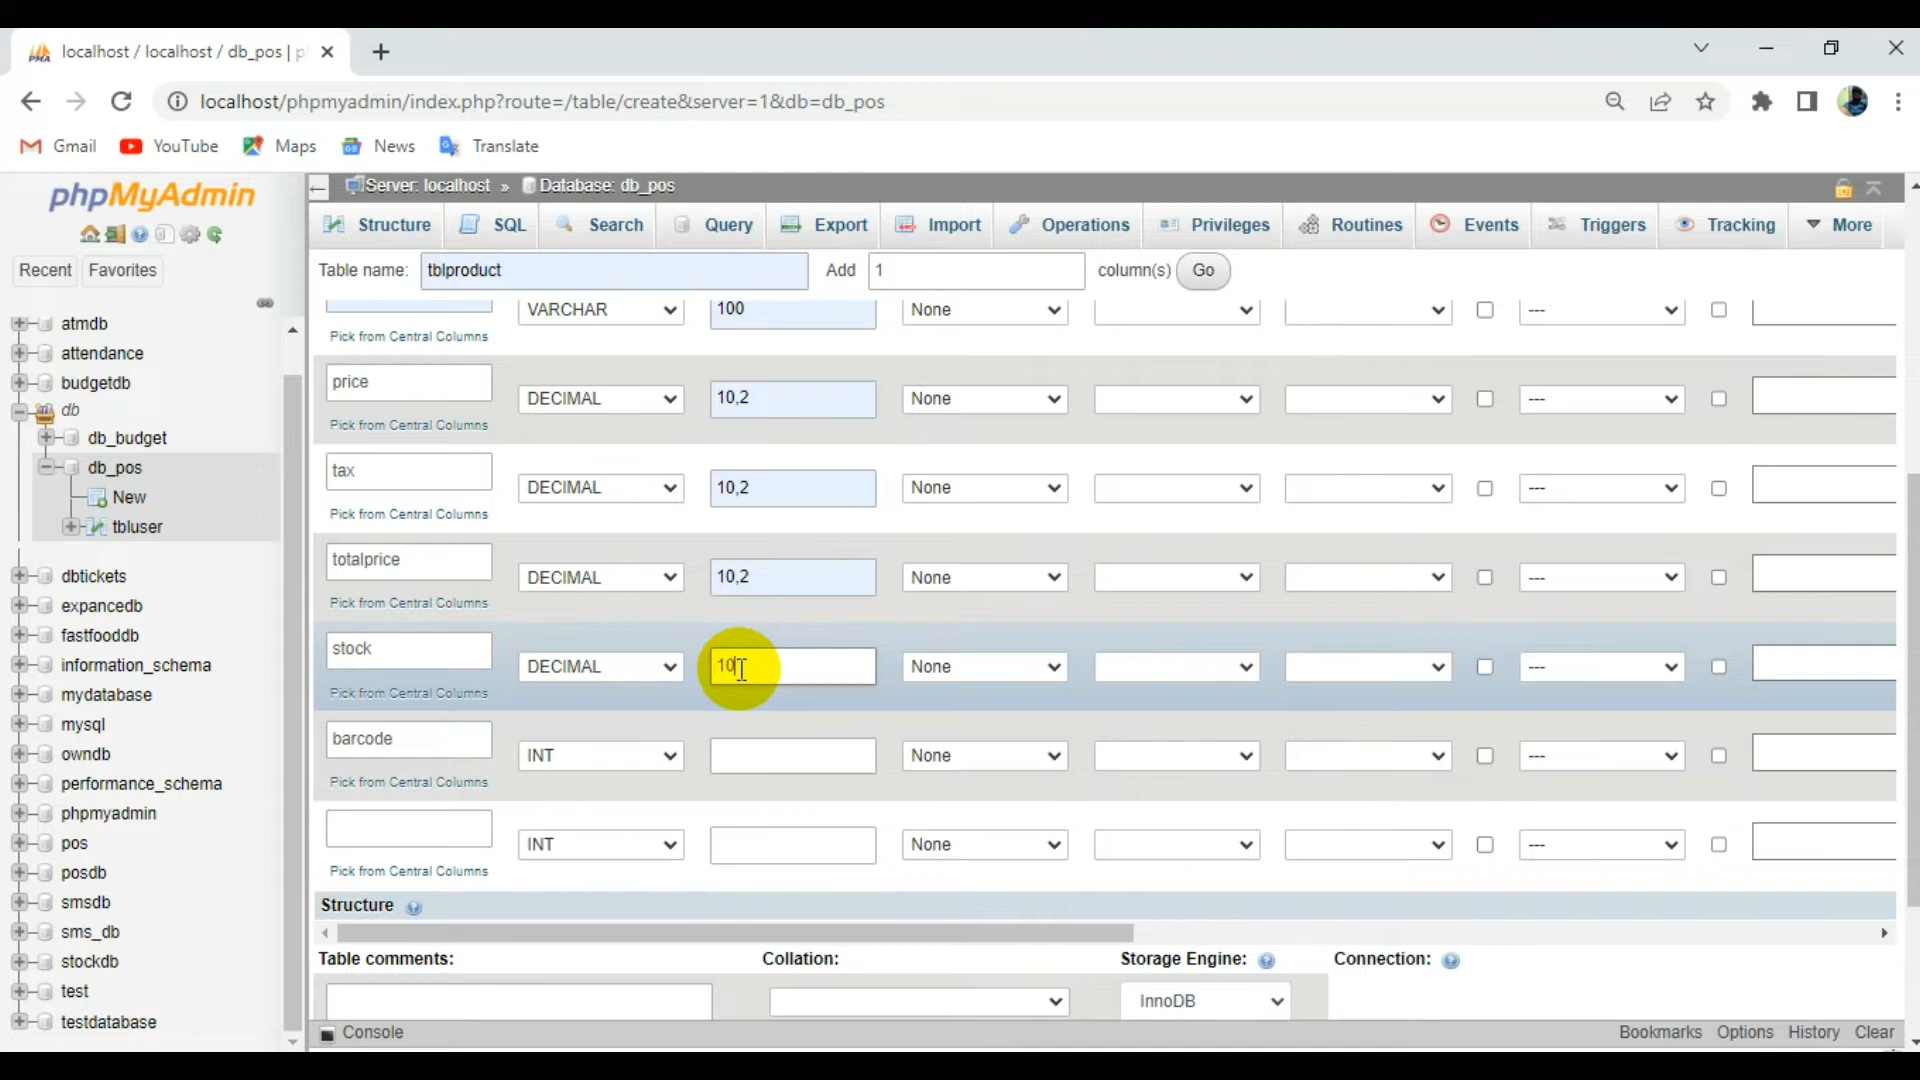 localhost / localhost / db_pos | p
localhost/phpmyadmin/index.php?route=/table/create&server=1&db=db_pos
Gmail YouTube Maps News Translate
phpMyAdmin
Recent Favorites
atmdb
attendance
budgetdb
db
db_budget
db_pos
New
tbluser
dbtickets
expancedb
fastfooddb
information_schema
mydatabase
mysql
owndb
performance_schema
phpmyadmin
pos
posdb
smsdb
sms_db
stockdb
test
testdatabase
Server: localhost » Database: db_pos
Structure SQL Search Query Export Import Operations Privileges Routines Events Triggers Tracking More
Table name: tblproduct Add 1 column(s) Go
VARCHAR 100 None ---
Pick from Central Columns
price DECIMAL 10,2 None ---
Pick from Central Columns
tax DECIMAL 10,2 None ---
Pick from Central Columns
totalprice DECIMAL 10,2 None ---
Pick from Central Columns
stock DECIMAL 10 None ---
Pick from Central Columns
barcode INT None ---
Pick from Central Columns
INT None ---
Pick from Central Columns
Structure
Table comments: Collation: Storage Engine: Connection:
InnoDB
Console Bookmarks Options History Clear